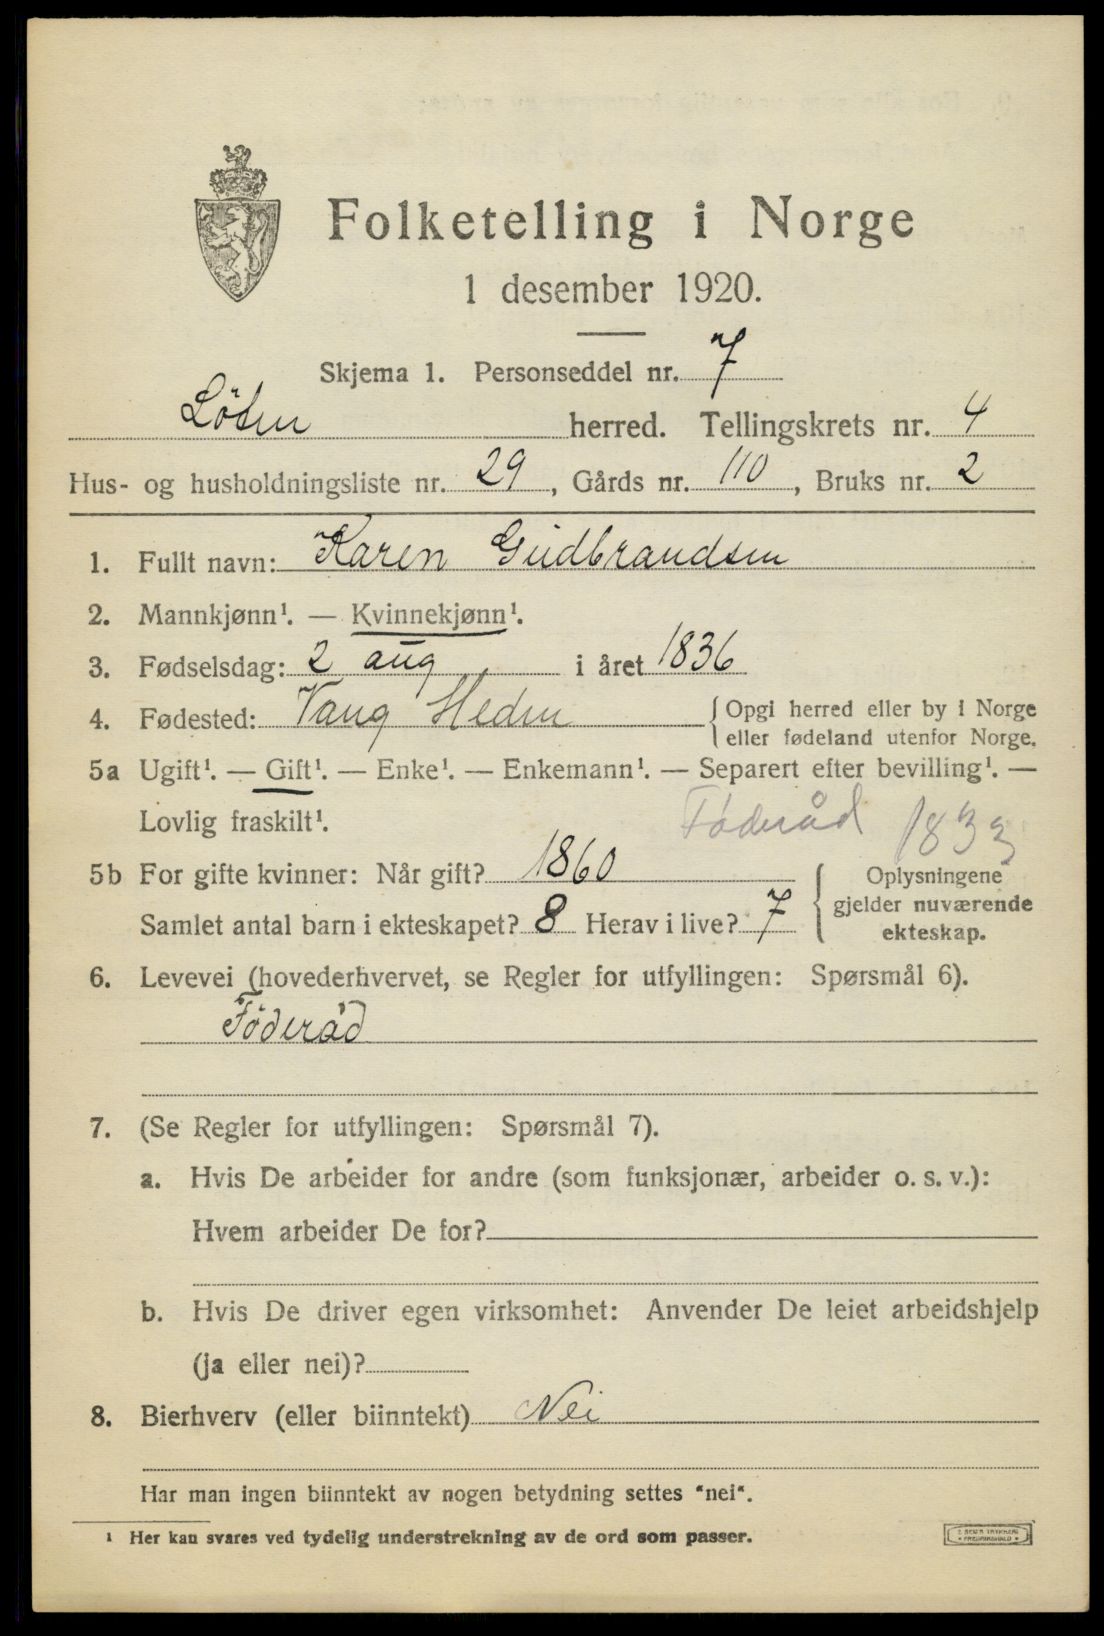 Folketelling i Norge
1 desember 1920.
Skjema 1. Personseddel nr. 7
Löten herred. Tellingskrets nr. 4
Hus- og husholdningsliste nr. 29, Gårds nr. 110, Bruks nr. 2
1. Fullt navn: Karen Gudbrandsen
2. Mannkjønn¹. — Kvinnekjønn¹.
3. Fødselsdag: 2 aug i året 1836
4. Fødested: Vang Hedm {Opgi herred eller by i Norge
eller fødeland utenfor Norge.
5a Ugift¹. — Gift¹. — Enke¹. — Enkemann¹. — Separert efter bevilling¹. —
Lovlig fraskilt¹. Föderåd 1833
5b For gifte kvinner: Når gift? 1860 {Oplysningene
Samlet antal barn i ekteskapet? 8 Herav i live? 7 gjelder nuværende
ekteskap.
6. Levevei (hovederhvervet, se Regler for utfyllingen: Spørsmål 6).
Föderåd
7. (Se Regler for utfyllingen: Spørsmål 7).
a. Hvis De arbeider for andre (som funksjonær, arbeider o. s. v.):
Hvem arbeider De for?
b. Hvis De driver egen virksomhet: Anvender De leiet arbeidshjelp
(ja eller nei)?
8. Bierhverv (eller biinntekt) Nei
Har man ingen biinntekt av nogen betydning settes "nei".
¹ Her kan svares ved tydelig understrekning av de ord som passer.